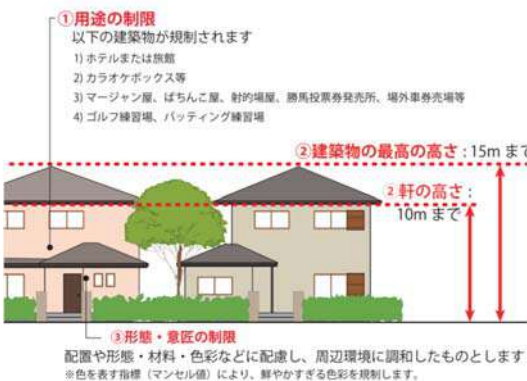 ①用途の制限
以下の建築物が規制されます
1) ホテルまたは旅館
2) カラオケボックス等
3) マージャン屋、ぱちんこ屋、射的場屋、勝馬投票券発売所、場外車券売場等
4) ゴルフ練習場、バッティング練習場
②建築物の最高の高さ : 15m まで
② 軒の高さ :
10m まで
③形態・意匠の制限
配置や形態・材料・色彩などに配慮し、周辺環境に調和したものとします
※色を表す指標（マンセル値）により、鮮やかすぎる色彩を規制します。